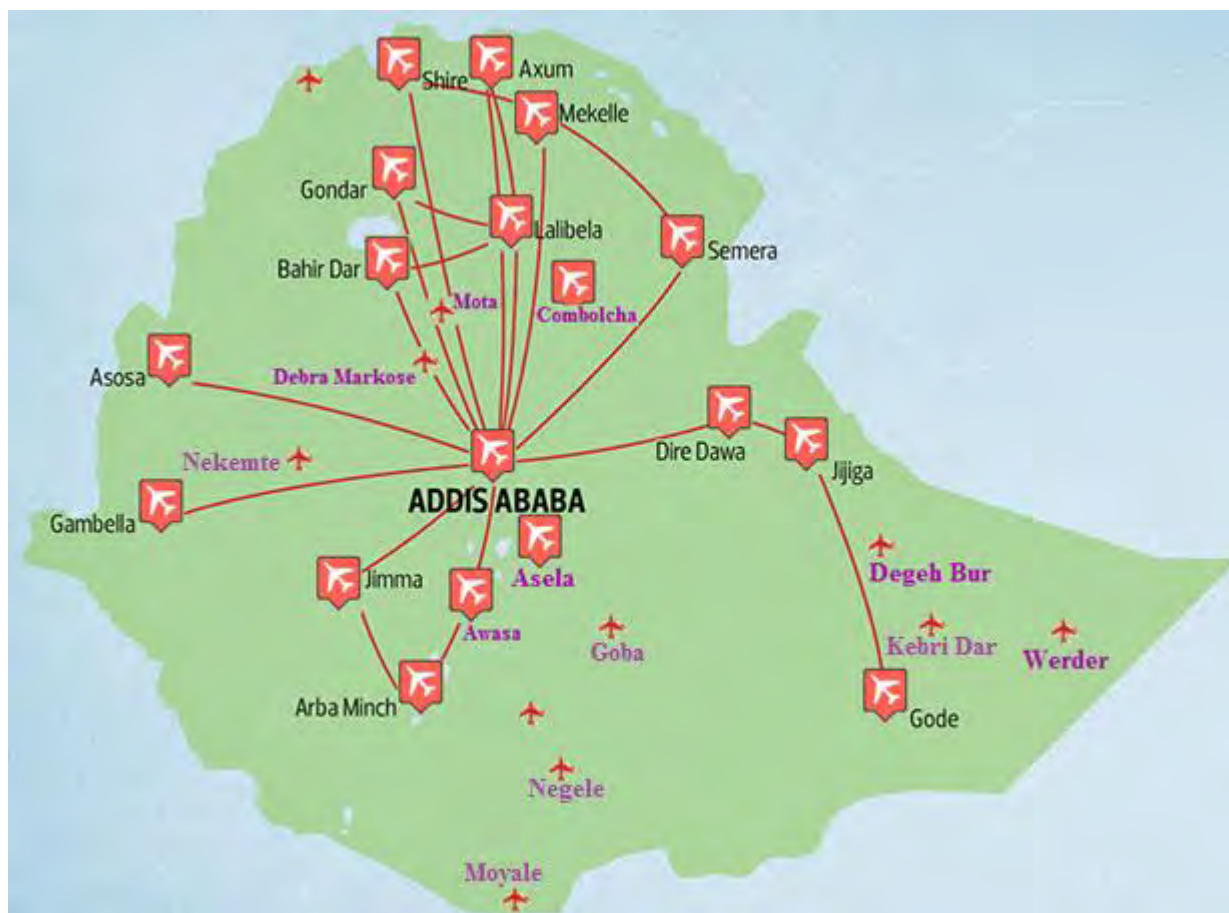 Shire
Axum
Mekelle
Gondar
Lalibela
Bahir Dar
Semera
Mota
Combolcha
Asosa
Debra Markose
Dire Dawa
Jijiga
Nekemte
Gambella
ADDIS ABABA
Degeh Bur
Jimma
Asela
Awasa
Goba
Kebri Dar
Werder
Arba Minch
Gode
Negele
Moyale